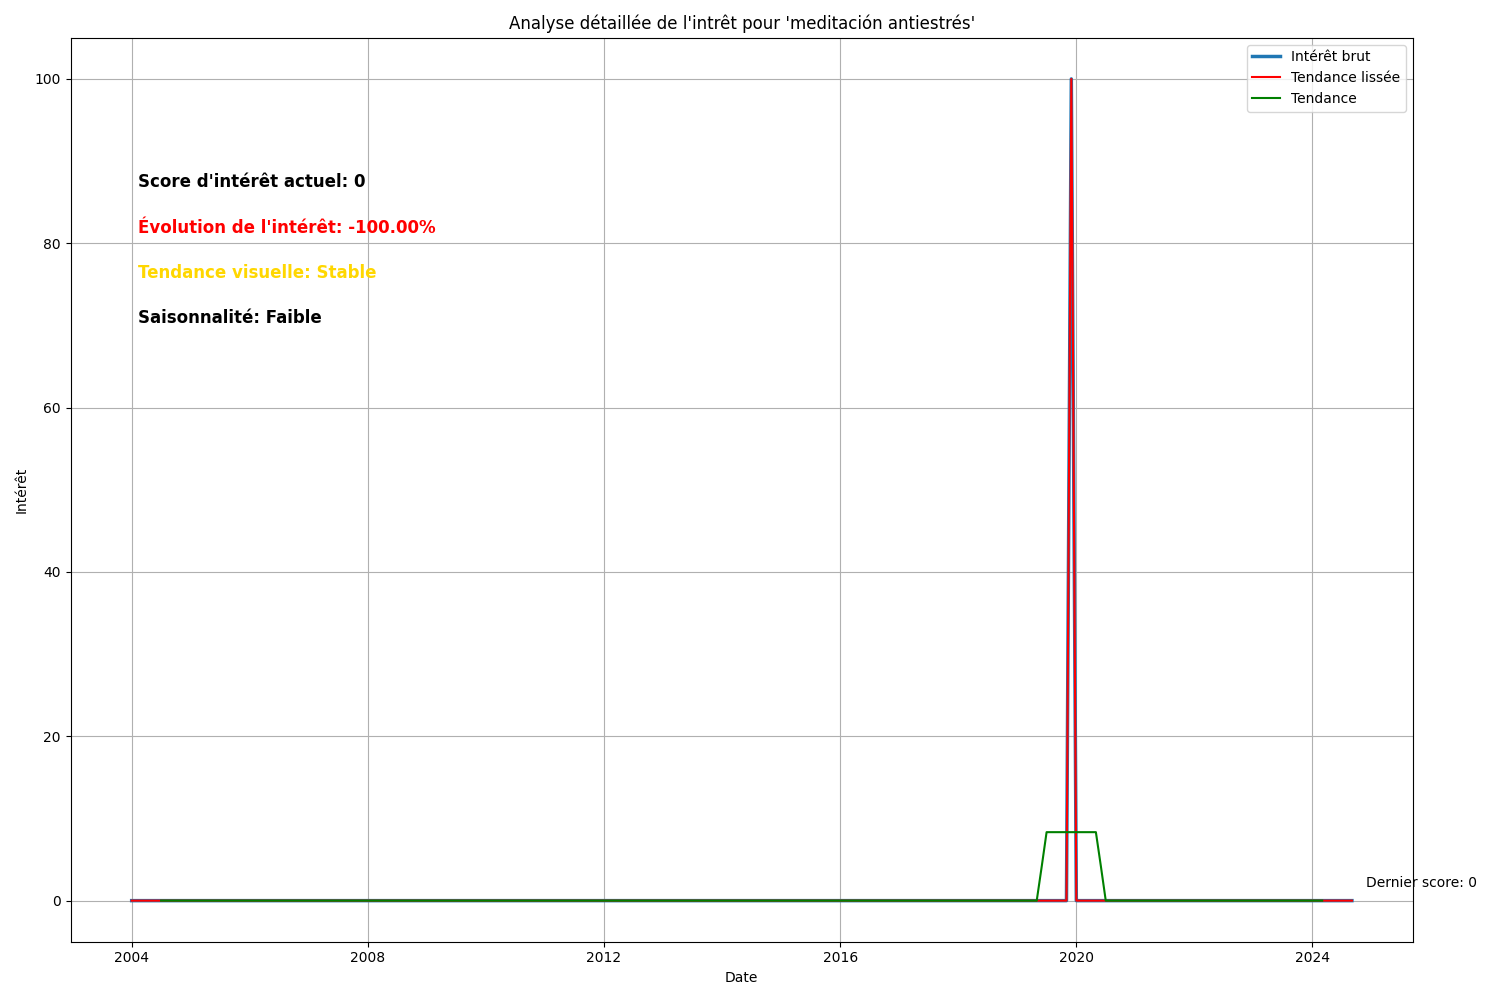 Analyse détaillée de l'intrêt pour 'meditación antiestrés'
Intérêt brut
Tendance lissée
Tendance
Score d'intérêt actuel: 0
Évolution de l'intérêt: -100.00%
Tendance visuelle: Stable
Saisonnalité: Faible
Dernier score: 0
Intérêt
100
80
60
40
20
0
2004
2008
2012
2016
2020
2024
Date